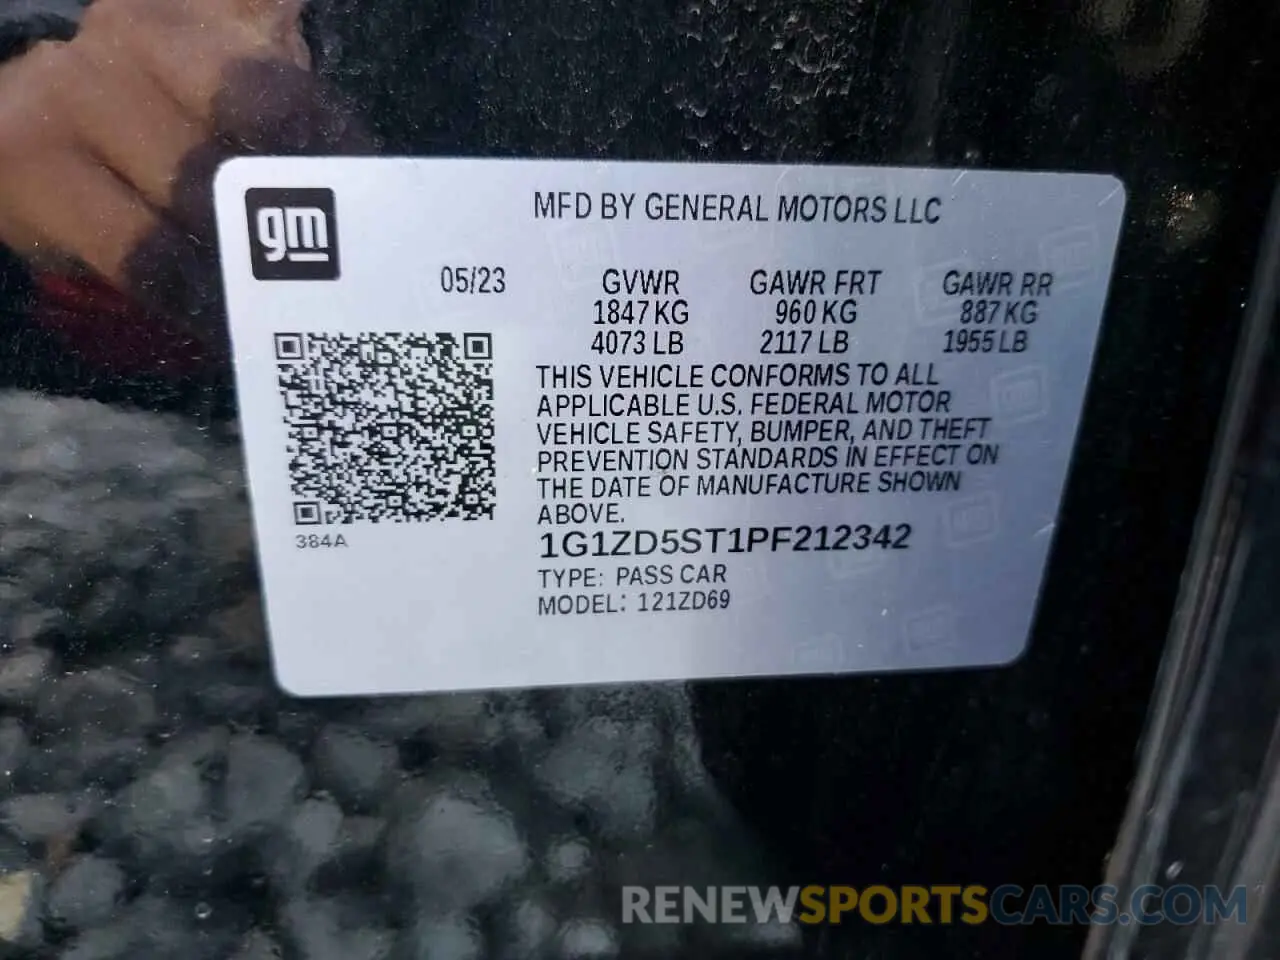 gm
MFD BY GENERAL MOTORS LLC
05/23 GVWR GAWR FRT GAWR RR
1847 KG 960 KG 887 KG
4073 LB 2117 LB 1955 LB
THIS VEHICLE CONFORMS TO ALL
APPLICABLE U.S. FEDERAL MOTOR
VEHICLE SAFETY, BUMPER, AND THEFT
PREVENTION STANDARDS IN EFFECT ON
THE DATE OF MANUFACTURE SHOWN
ABOVE.
384A
1G1ZD5ST1PF212342
TYPE: PASS CAR
MODEL: 121ZD69
RENEWSPORTSCARS.COM